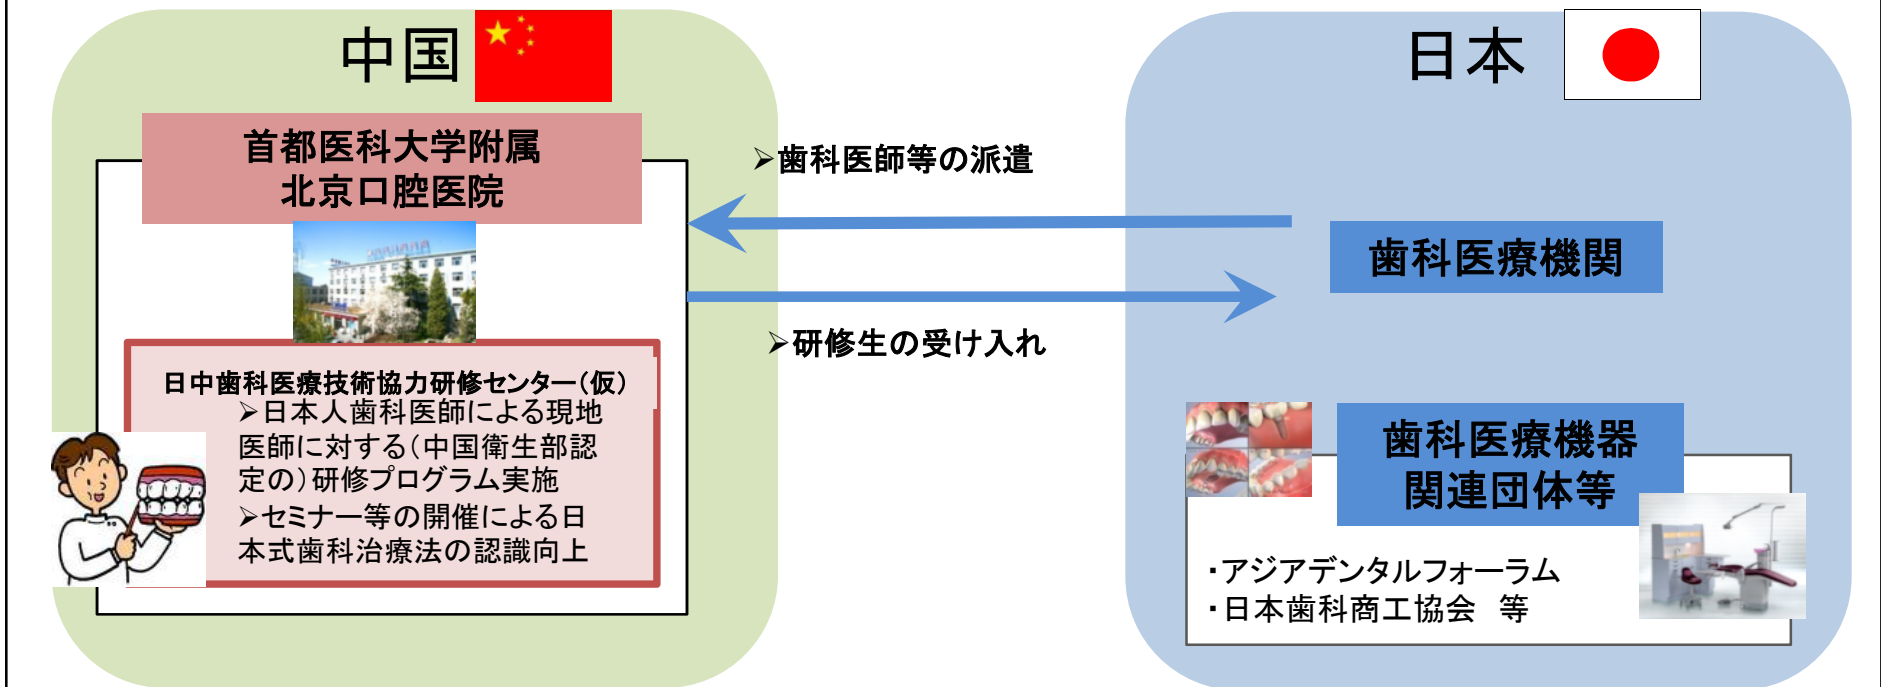 中国
首都医科大学附属
北京口腔医院
日中歯科医療技術協力研修センター(仮)
➢日本人歯科医師による現地
医師に対する(中国衛生部認
定の)研修プログラム実施
➢セミナー等の開催による日
本式歯科治療法の認識向上
➢歯科医師等の派遣
➢研修生の受け入れ
日本
歯科医療機関
歯科医療機器
関連団体等
・アジアデンタルフォーラム
・日本歯科商工協会　等